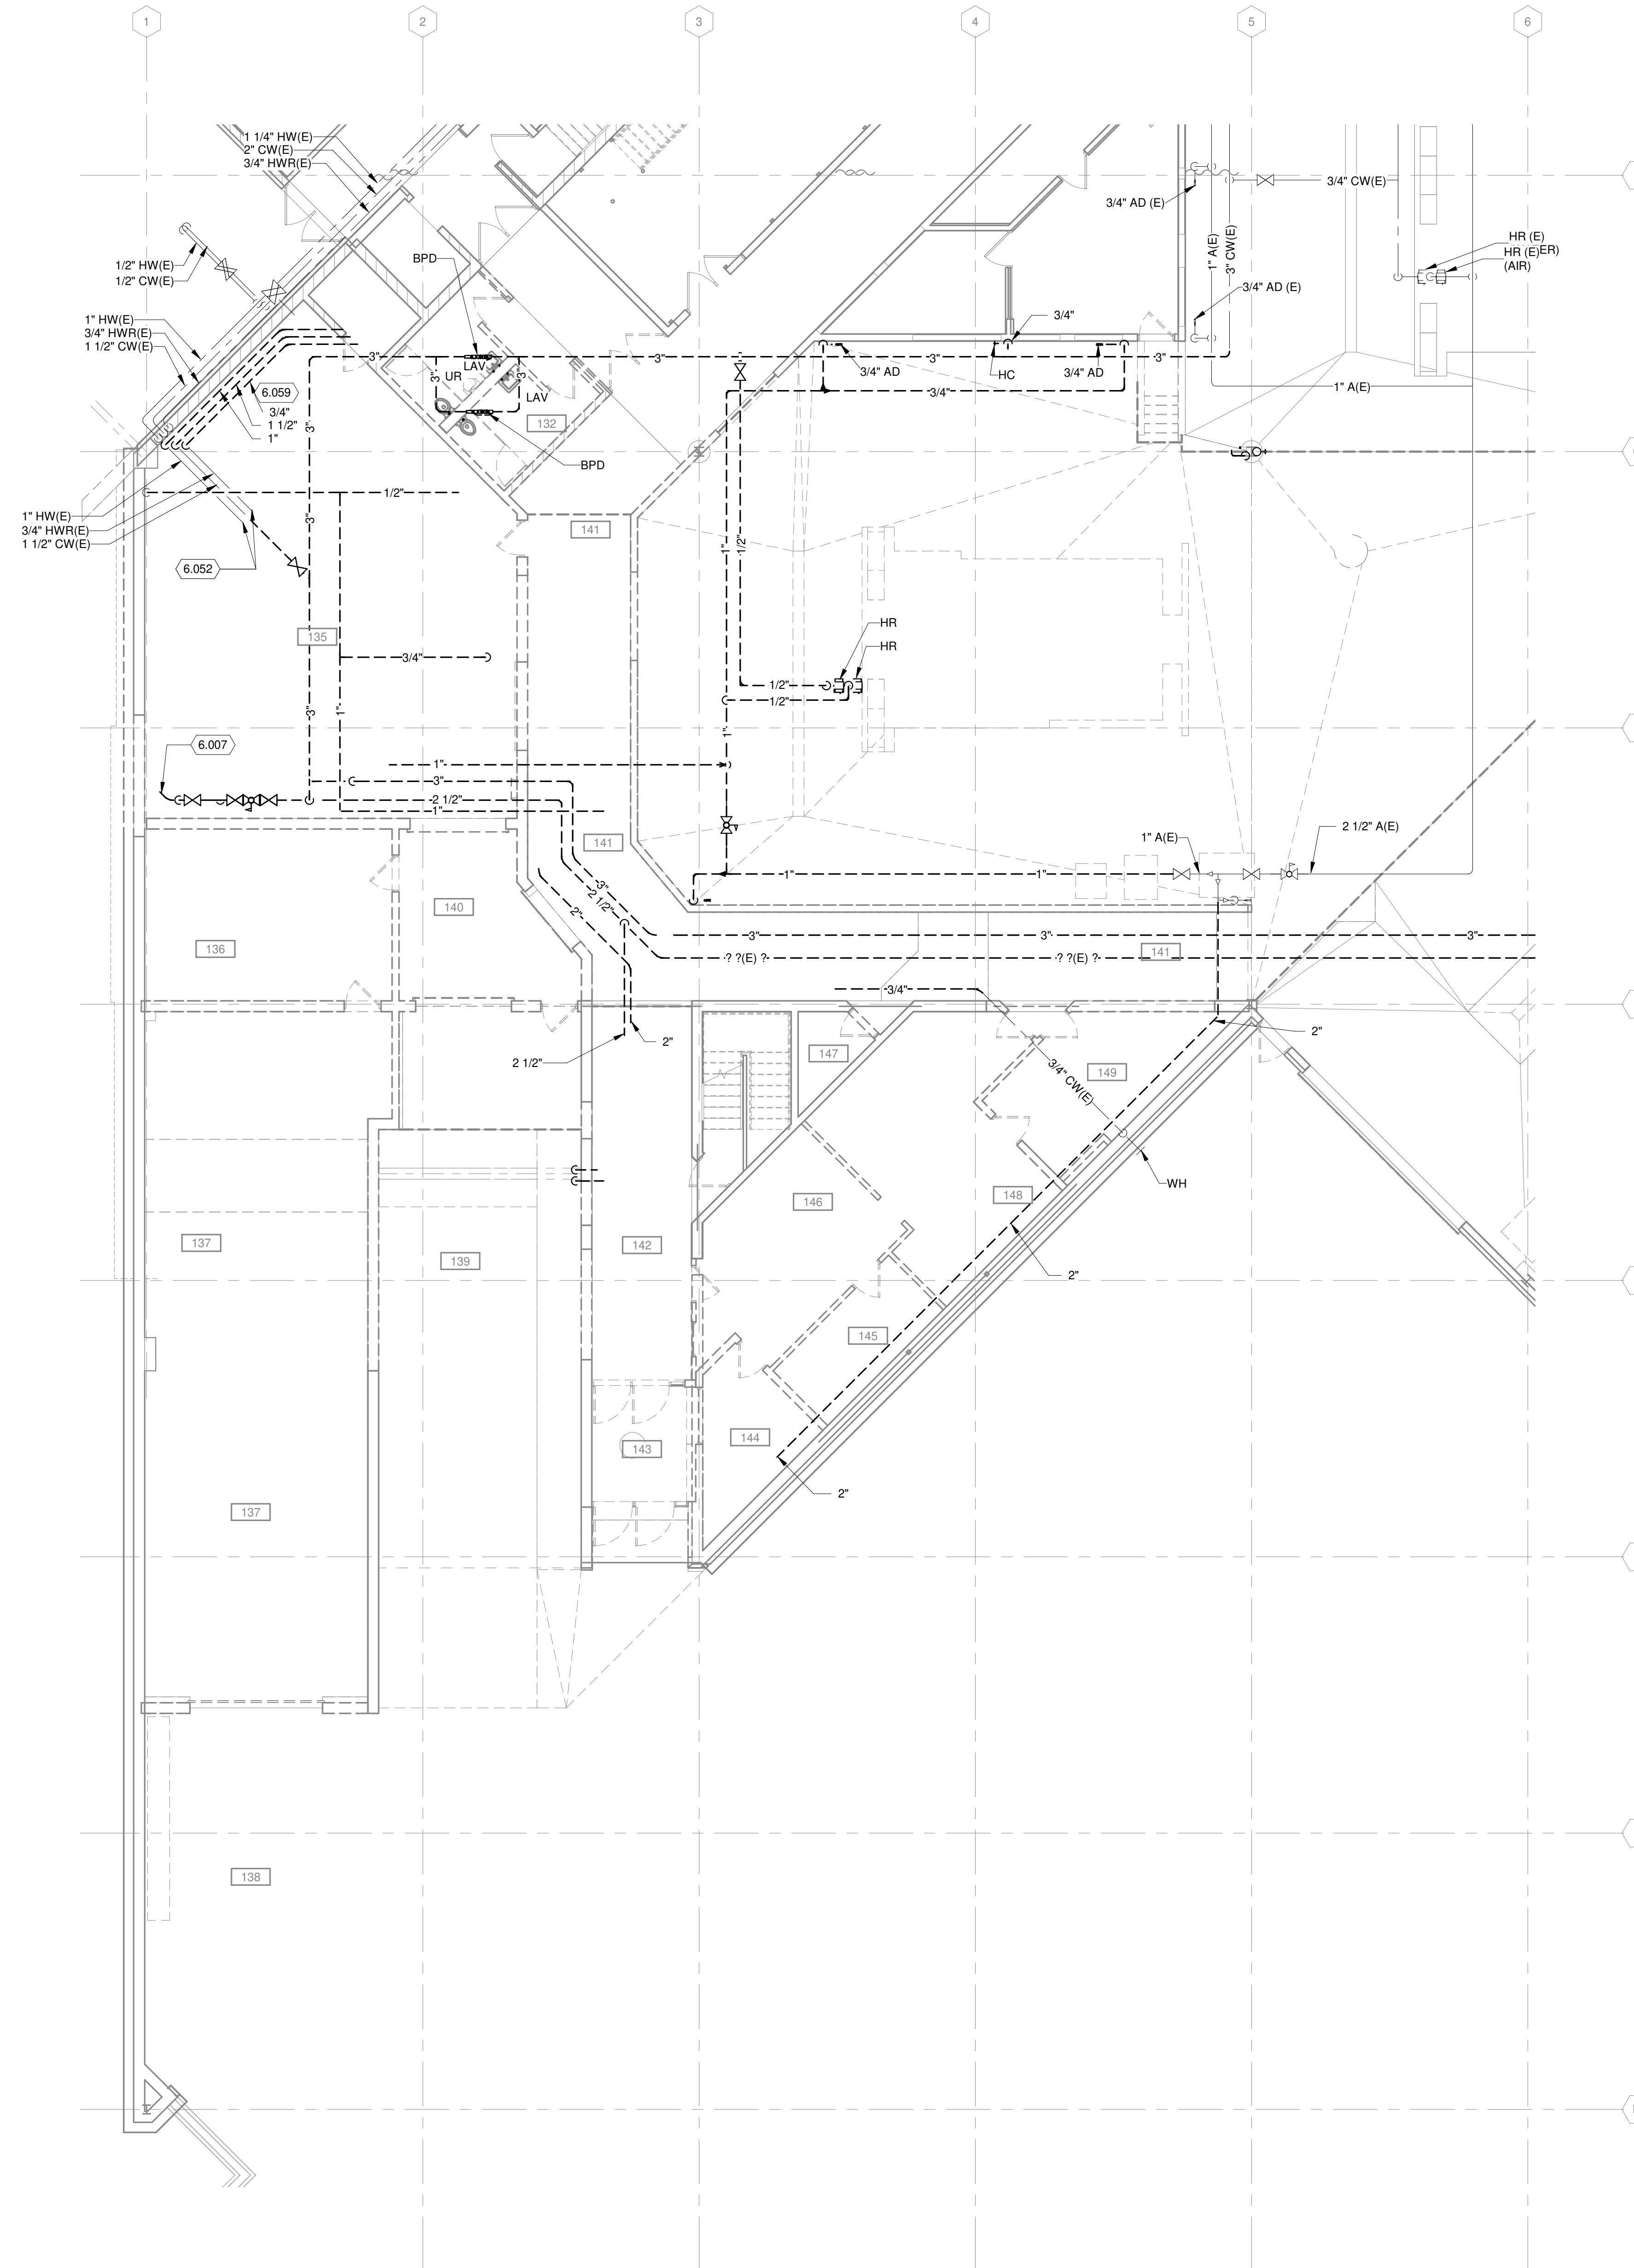 1
2
3
4
5
6
1 1/4" HW(E)
2" CW(E)
3/4" HWR(E)
3/4" CW(E)
3/4" AD (E)
HR (E)
HR (E)
(AIR)
1" A(E)
3" CW(E)
1/2" HW(E)
1/2" CW(E)
BPD
3/4" AD (E)
1" HW(E)
3/4" HWR(E)
1 1/2" CW(E)
3/4"
3"
3"
3"
3"
LAV
UR
3"
3"
LAV
3/4" AD
HC
3/4" AD
1" A(E)
6.059
3/4"
3/4"
1 1/2"
1"
3"
132
BPD
1/2"
1" HW(E)
3/4" HWR(E)
1 1/2" CW(E)
3"
141
1"
1/2"
6.052
HR
135
HR
3/4"
1/2"
1/2"
3"
1"
1"
6.007
1"
3"
2 1/2"
1"
141
1" A(E)
2 1/2" A(E)
1"
1"
3"
2 1/2"
2"
140
136
3"
3"
3"
141
? ?(E) ?
? ?(E) ?
3/4"
2"
2"
2 1/2"
147
149
3/4" CW(E)
WH
148
146
137
142
139
2"
145
144
143
2"
137
138